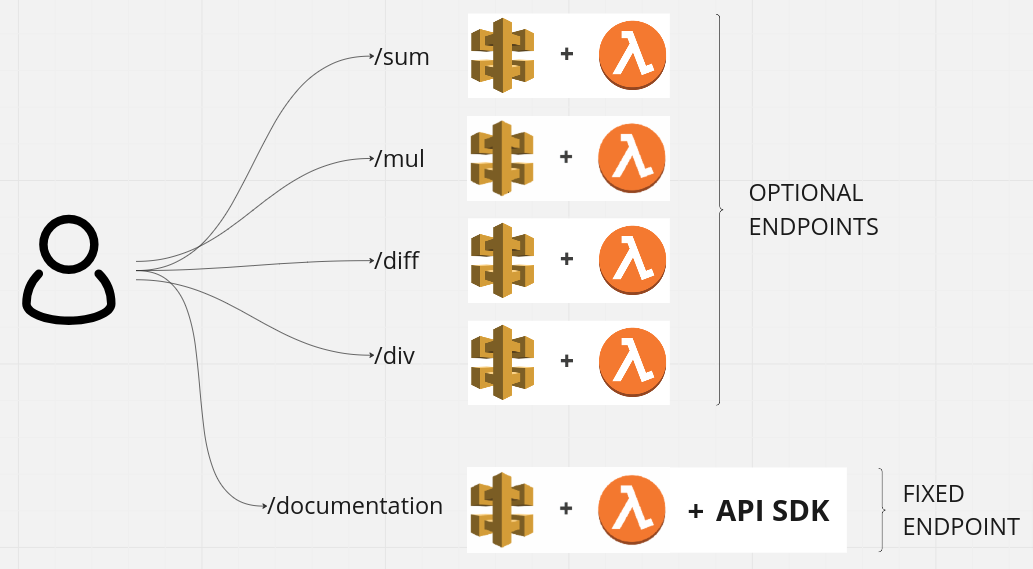 /sum
+
/mul
+
/diff
+
/div
+
OPTIONAL
ENDPOINTS
/documentation
+
+ API SDK
FIXED
ENDPOINT